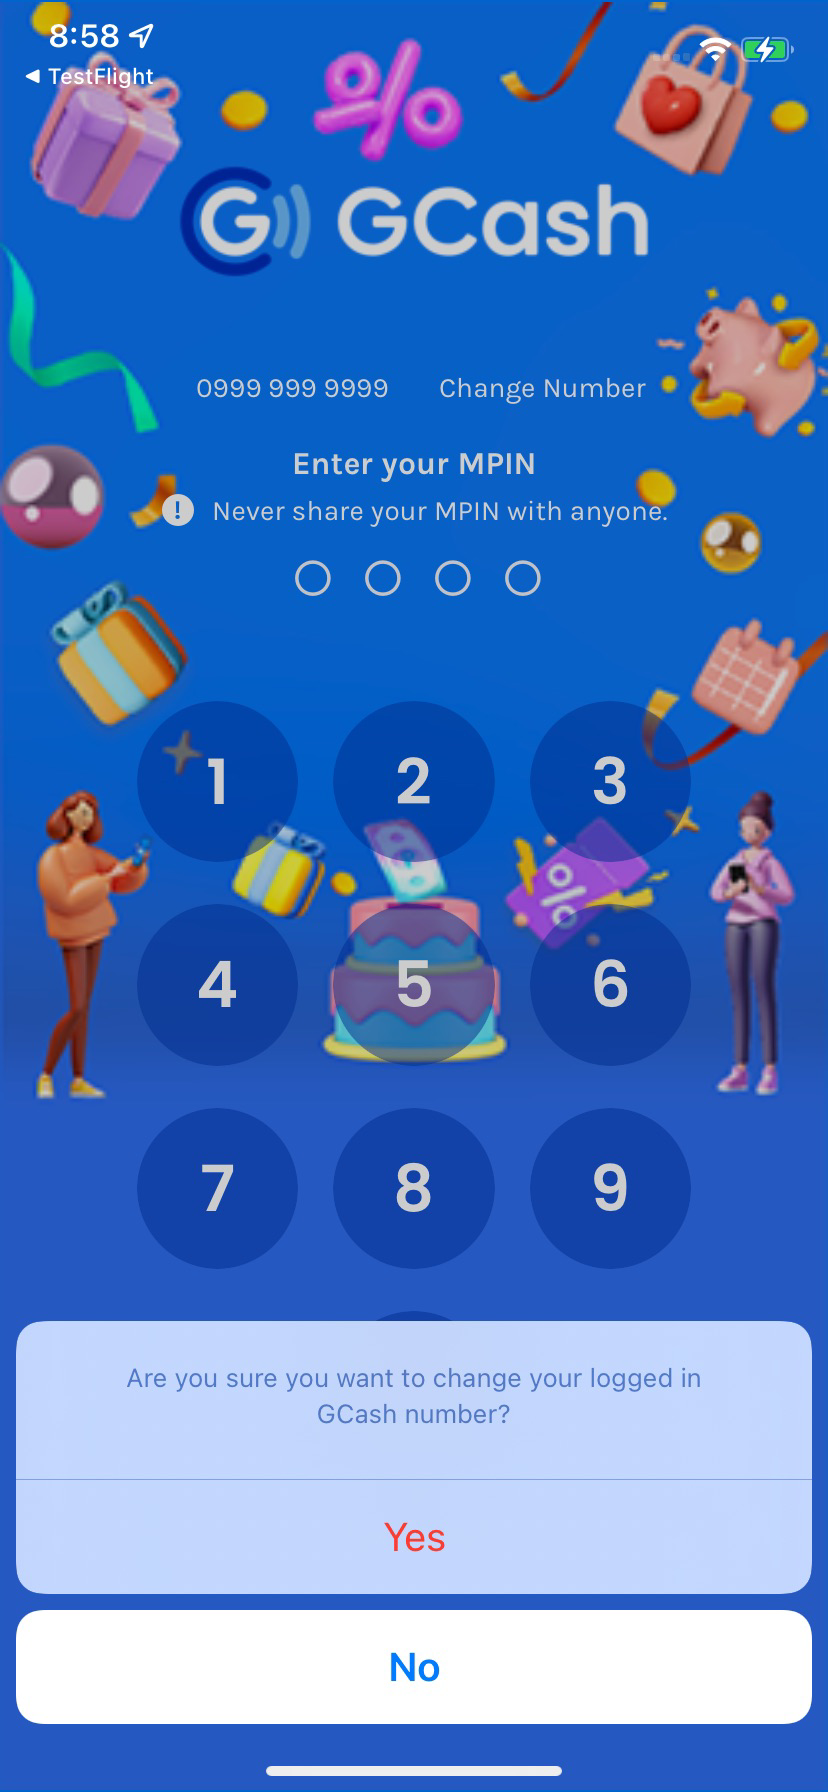 8:58
TestFlight
GCash
0999 999 9999 Change Number
Enter your MPIN
! Never share your MPIN with anyone.
1 2 3
4 5 6
7 8 9
Are you sure you want to change your logged in
GCash number?
Yes
No